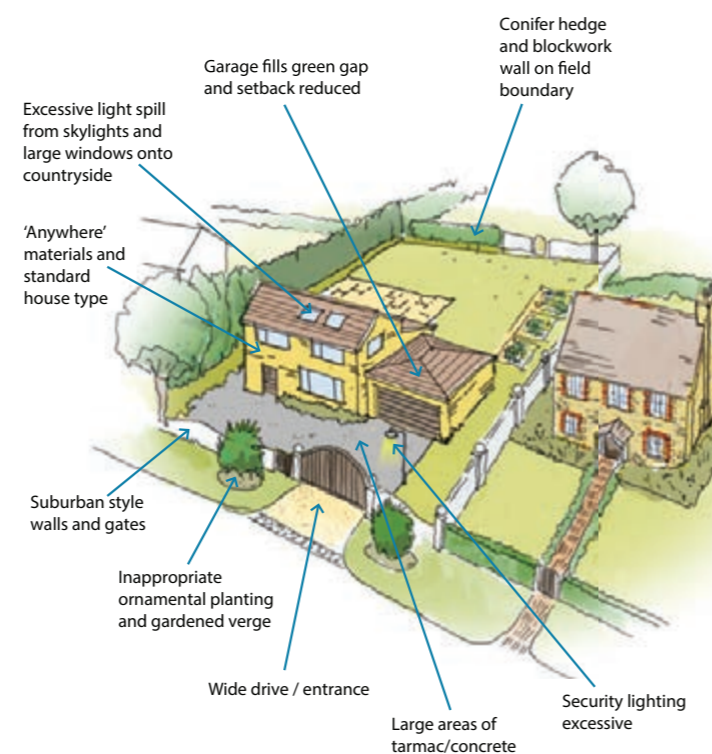 Conifer hedge
and blockwork
wall on field
boundary
Garage fills green gap
and setback reduced
Excessive light spill
from skylights and
large windows onto
countryside
‘Anywhere’
materials and
standard
house type
Suburban style
walls and gates
Inappropriate
ornamental planting
and gardened verge
Wide drive / entrance
Large areas of
tarmac/concrete
Security lighting
excessive